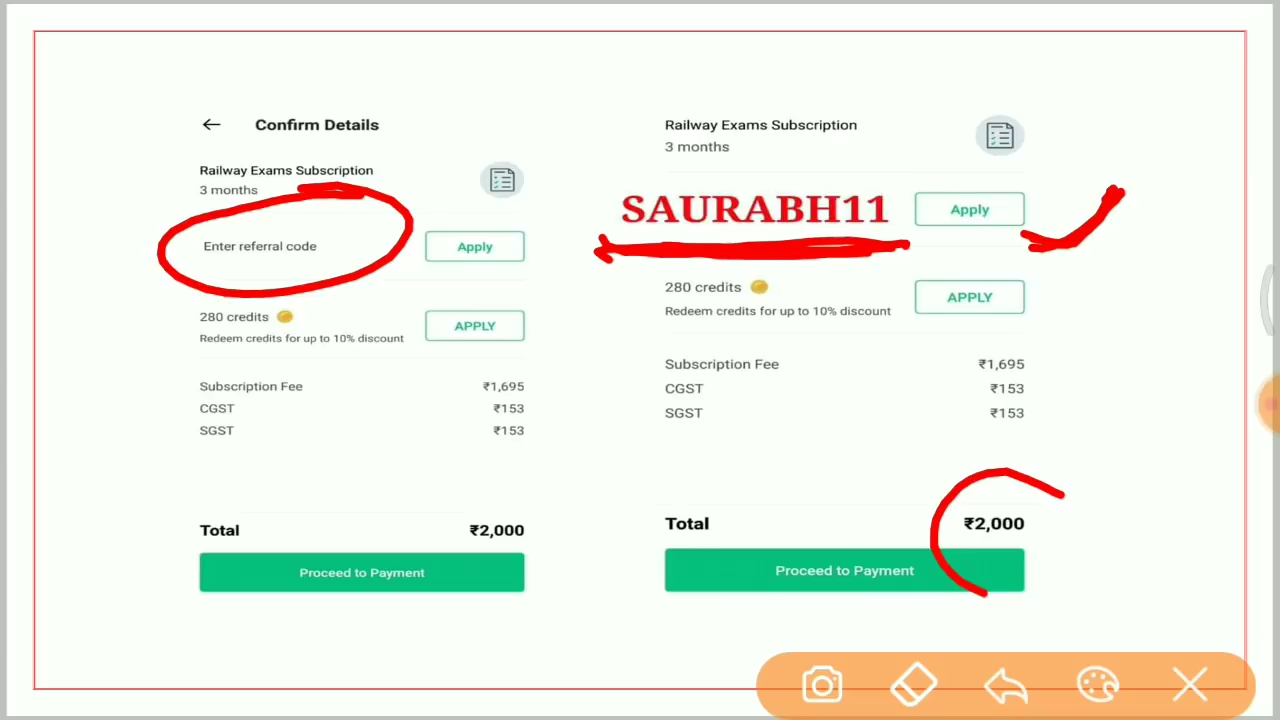 Confirm Details
Railway Exams Subscription
3 months
Enter referral code
Apply
280 credits
Redeem credits for up to 10% discount
APPLY
Subscription Fee ₹1,695
CGST ₹153
SGST ₹153
Total ₹2,000
Proceed to Payment
Railway Exams Subscription
3 months
SAURABH11
Apply
280 credits
Redeem credits for up to 10% discount
APPLY
Subscription Fee ₹1,695
CGST ₹153
SGST ₹153
Total ₹2,000
Proceed to Payment